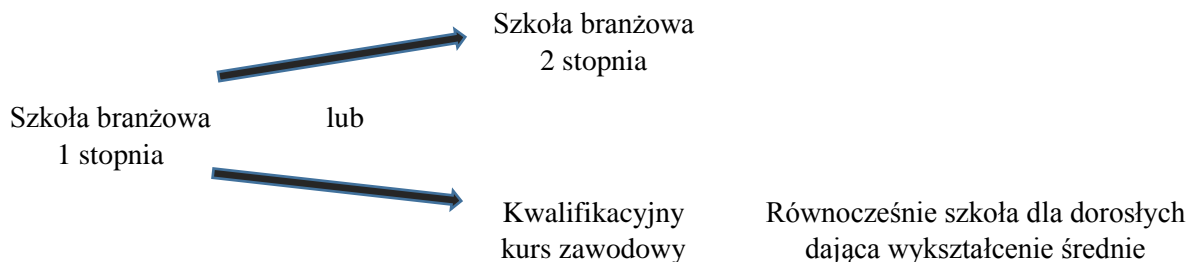 Szkoła branżowa
2 stopnia
Szkoła branżowa
1 stopnia
lub
Kwalifikacyjny
kurs zawodowy
Równocześnie szkoła dla dorosłych
dająca wykształcenie średnie